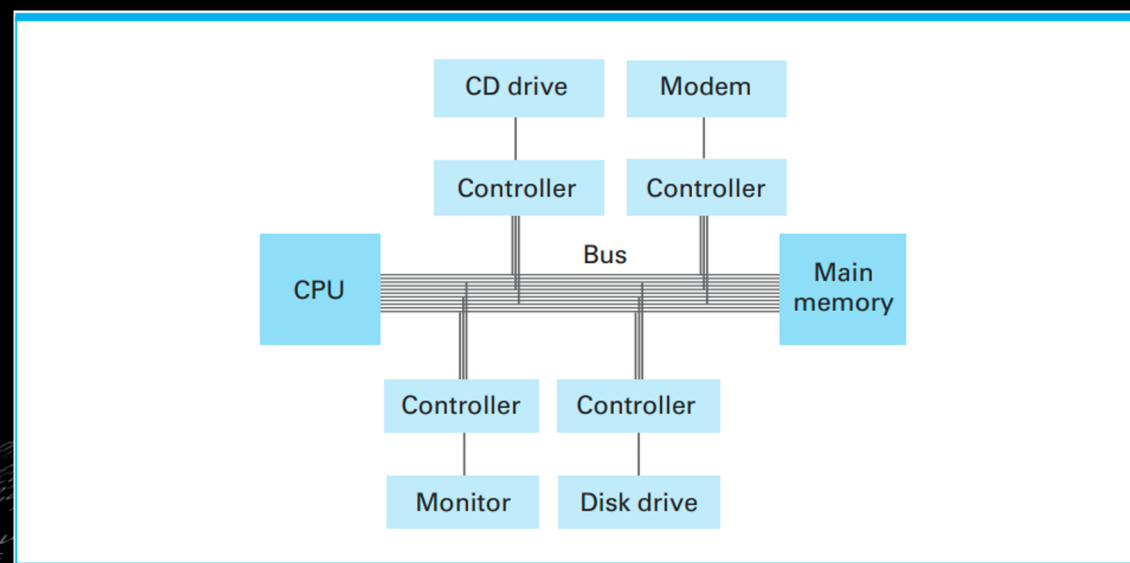 CD drive
Modem
Controller
Controller
Bus
CPU
Main
memory
Controller
Controller
Monitor
Disk drive